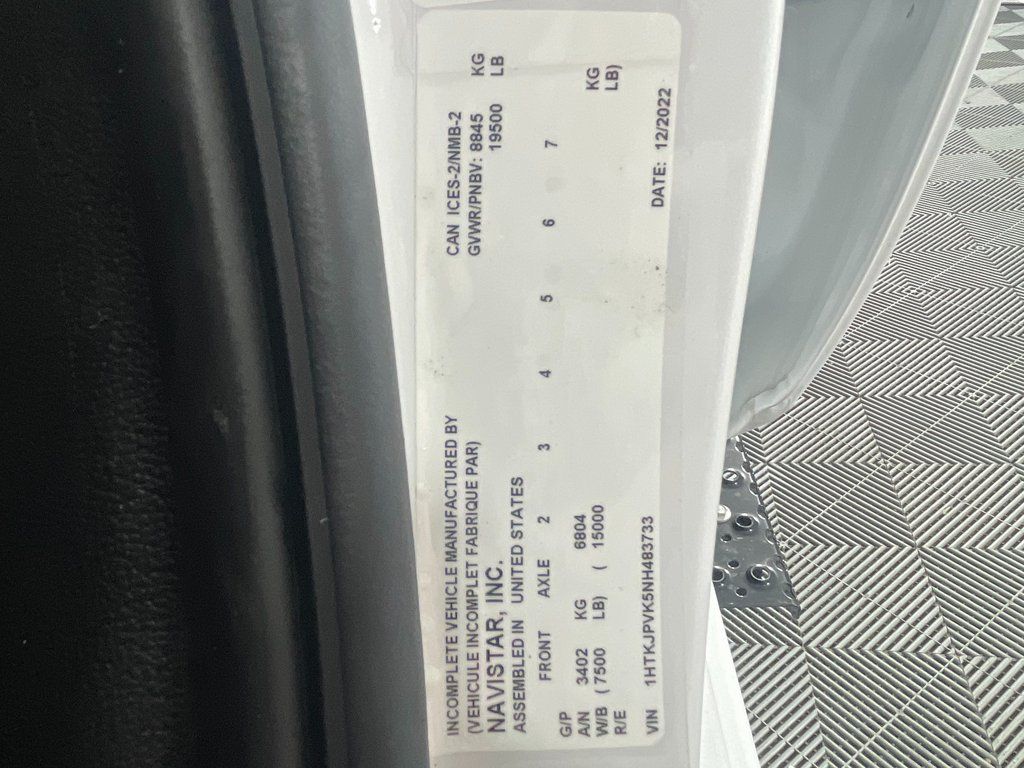 INCOMPLETE VEHICLE MANUFACTURED BY
(VEHICULE INCOMPLET FABRIQUE PAR) CAN ICES-2/NMB-2
NAVISTAR, INC. GVWR/PNBV: 8845 KG
ASSEMBLED IN UNITED STATES 19500 LB
FRONT AXLE 2 3 4 5 6 7
G/P
A/N 3402 KG 6804 KG
W/B (7500 LB) ( 15000 LB)
R/E
VIN 1HTKJPVK5NH483733 DATE: 12/2022